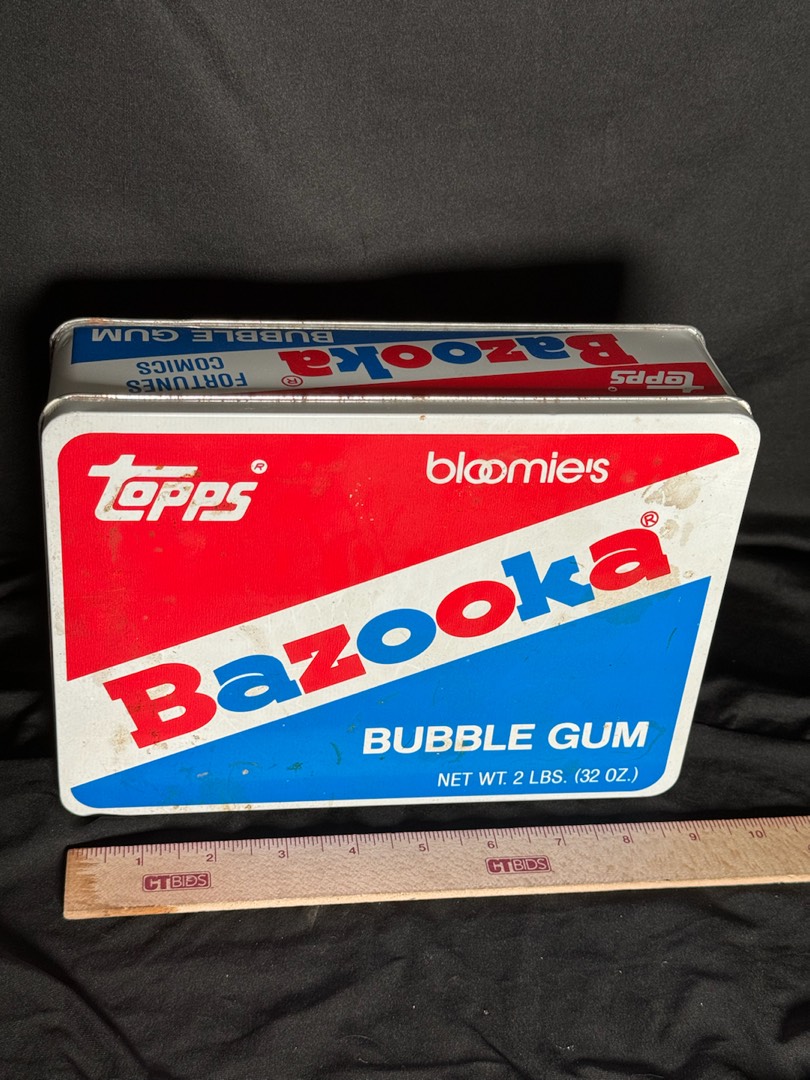 BUBBLE GUM
FORTUNES
COMICS
Bazooka®
Topps®
Topps®
bloomie's
Bazooka®
BUBBLE GUM
NET WT. 2 LBS. (32 OZ.)
1 2 3 4 5 6 7 8 9 10
CTBIDS CTBIDS